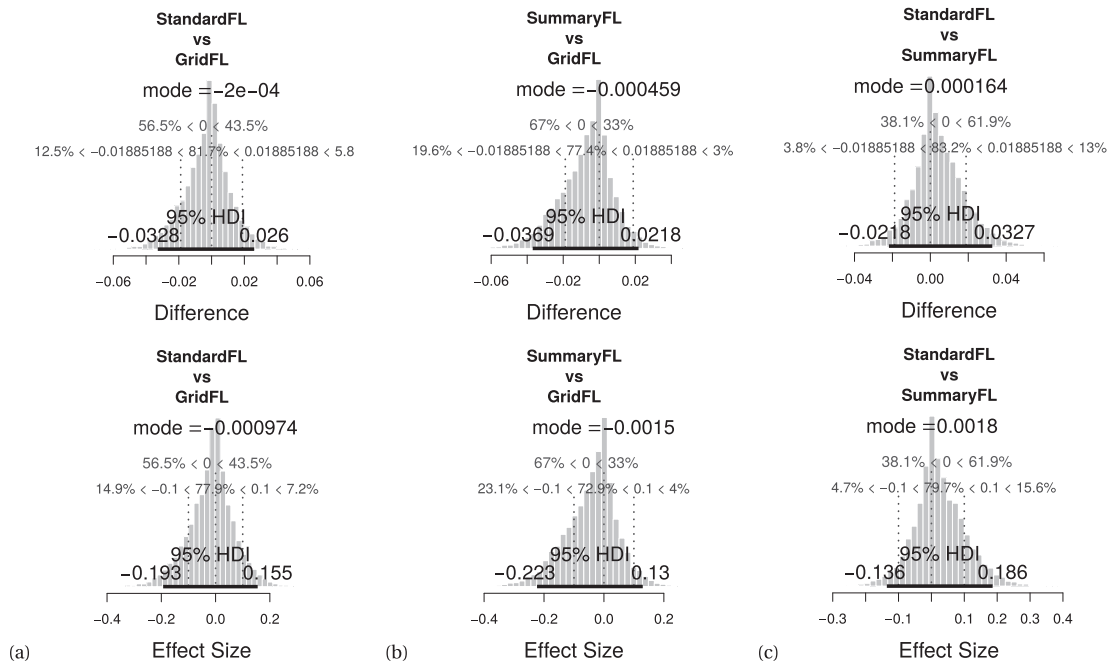 StandardFL
vs
GridFL
mode =−2e−04
56.5% < 0 < 43.5%
12.5% < −0.01885188 < 81.7% < 0.01885188 < 5.8
95% HDI
−0.0328 0.026
−0.06 −0.02 0.02 0.06
Difference
SummaryFL
vs
GridFL
mode =−0.000459
67% < 0 < 33%
19.6% < −0.01885188 < 77.4% < 0.01885188 < 3%
95% HDI
−0.0369 0.0218
−0.06 −0.02 0.02
Difference
StandardFL
vs
SummaryFL
mode =0.000164
38.1% < 0 < 61.9%
3.8% < −0.01885188 < 83.2% < 0.01885188 < 13%
95% HDI
−0.0218 0.0327
−0.04 0.00 0.04
Difference
StandardFL
vs
GridFL
mode =−0.000974
56.5% < 0 < 43.5%
14.9% < −0.1 < 77.9% < 0.1 < 7.2%
95% HDI
−0.193 0.155
−0.4 −0.2 0.0 0.2
(a) Effect Size
SummaryFL
vs
GridFL
mode =−0.0015
67% < 0 < 33%
23.1% < −0.1 < 72.9% < 0.1 < 4%
95% HDI
−0.223 0.13
−0.4 −0.2 0.0 0.2
(b) Effect Size
StandardFL
vs
SummaryFL
mode =0.0018
38.1% < 0 < 61.9%
4.7% < −0.1 < 79.7% < 0.1 < 15.6%
95% HDI
−0.136 0.186
−0.3 −0.1 0.1 0.2 0.3 0.4
(c) Effect Size